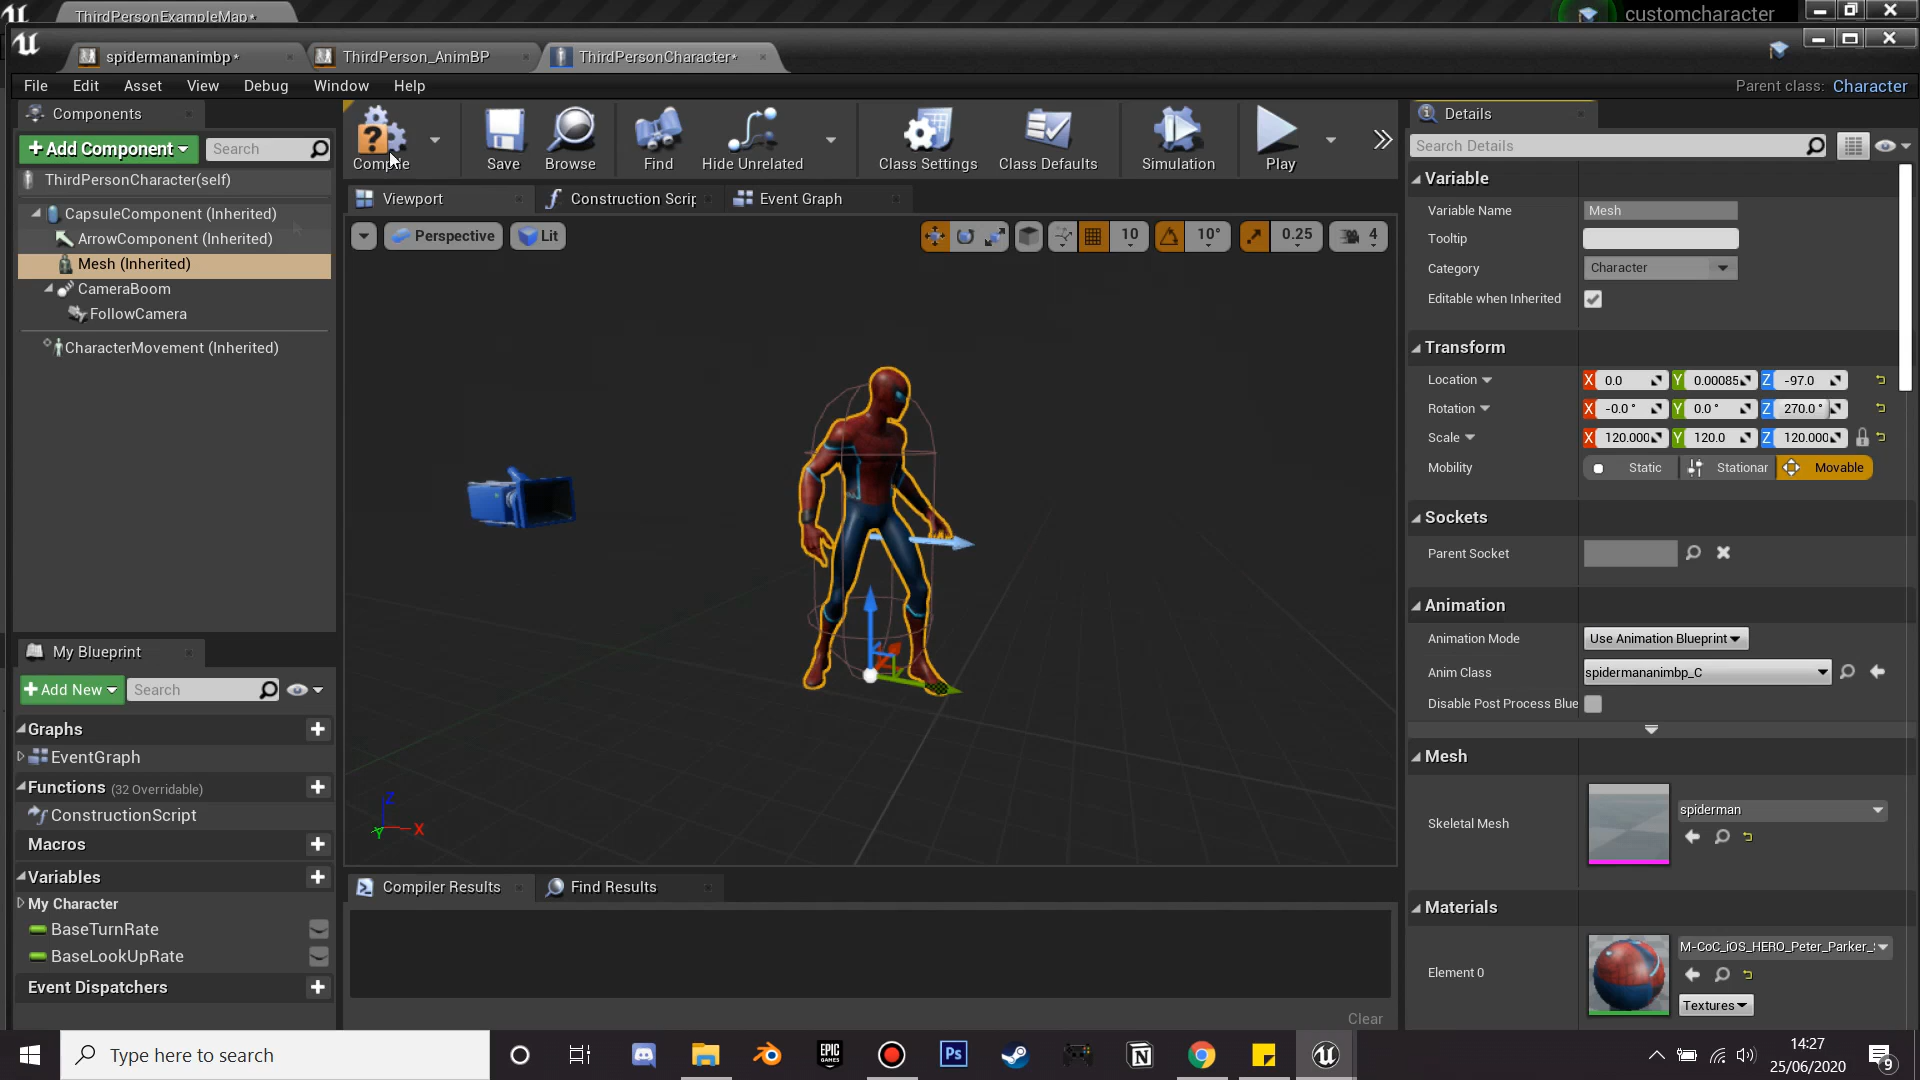 ThirdPersonExampleMap*
customcharacter
spidermananimbp*
ThirdPerson_AnimBP
ThirdPersonCharacter*
File Edit Asset View Window Help
Parent class: Character
Components
+Add Component
Search
ThirdPersonCharacter(self)
CapsuleComponent (Inherited)
ArrowComponent (Inherited)
Mesh (Inherited)
CameraBoom
FollowCamera
CharacterMovement (Inherited)
Compile
Save
Browse
Find
Hide Unrelated
Class Settings
Class Defaults
Simulation
Play
Viewport
Construction Scrip
Event Graph
Perspective
Lit
10
10°
0.25
4
Z
X
Y
My Blueprint
+Add New
Search
Graphs
EventGraph
Functions (32 Overridable)
ConstructionScript
Macros
Variables
My Character
BaseTurnRate
BaseLookUpRate
Event Dispatchers
Compiler Results
Find Results
Clear
Details
Search Details
Variable
Variable Name Mesh
Tooltip
Category Character
Editable when Inherited
Transform
Location X 0.0 Y 0.00085 Z -97.0
Rotation X -0.0 ° Y 0.0 ° Z 270.0 °
Scale X 120.000 Y 120.0 Z 120.000
Mobility Static Stationar Movable
Sockets
Parent Socket
Animation
Animation Mode Use Animation Blueprint
Anim Class spidermananimbp_C
Disable Post Process Blue
Mesh
Skeletal Mesh
spiderman
Materials
Element 0
M-CoC_iOS_HERO_Peter_Parker_
Textures
Type here to search
EPIC
GAMES
Ps
N
14:27
25/06/2020
9